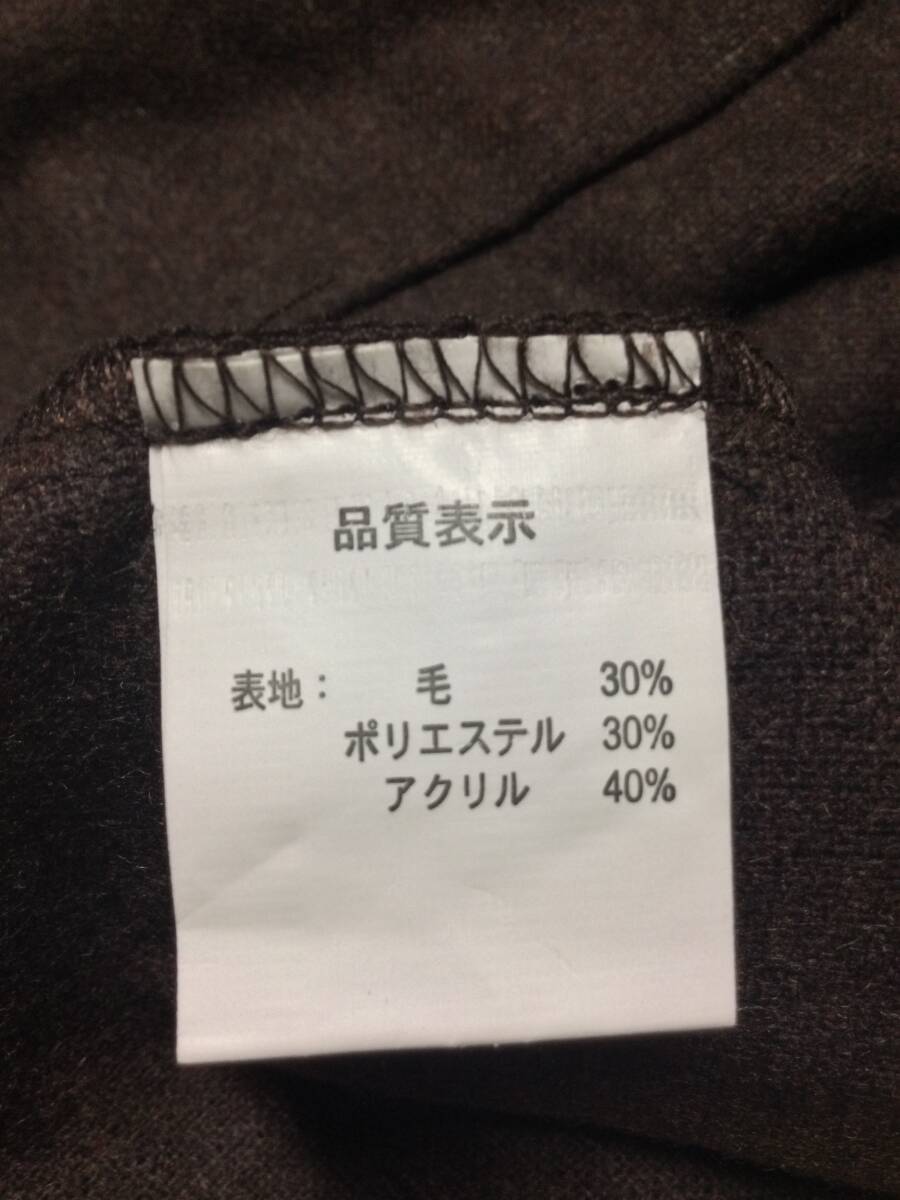 品質表示
表地： 毛 30%
ポリエステル 30%
アクリル 40%